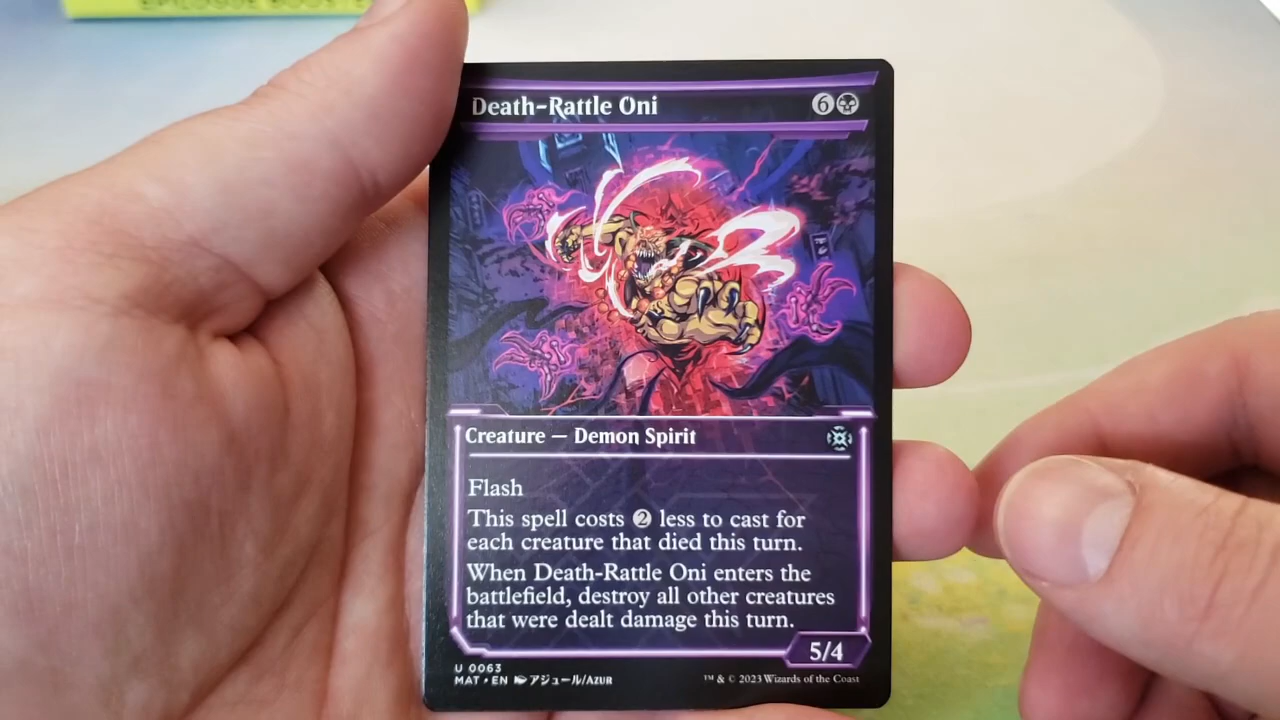 EPILOGUE BOOSTE
Death-Rattle Oni 6
Creature — Demon Spirit
Flash
This spell costs 2 less to cast for
each creature that died this turn.
When Death-Rattle Oni enters the
battlefield, destroy all other creatures
that were dealt damage this turn.
5/4
U 0063
MAT • EN アジュール/AZUR
™ & © 2023 Wizards of the Coast